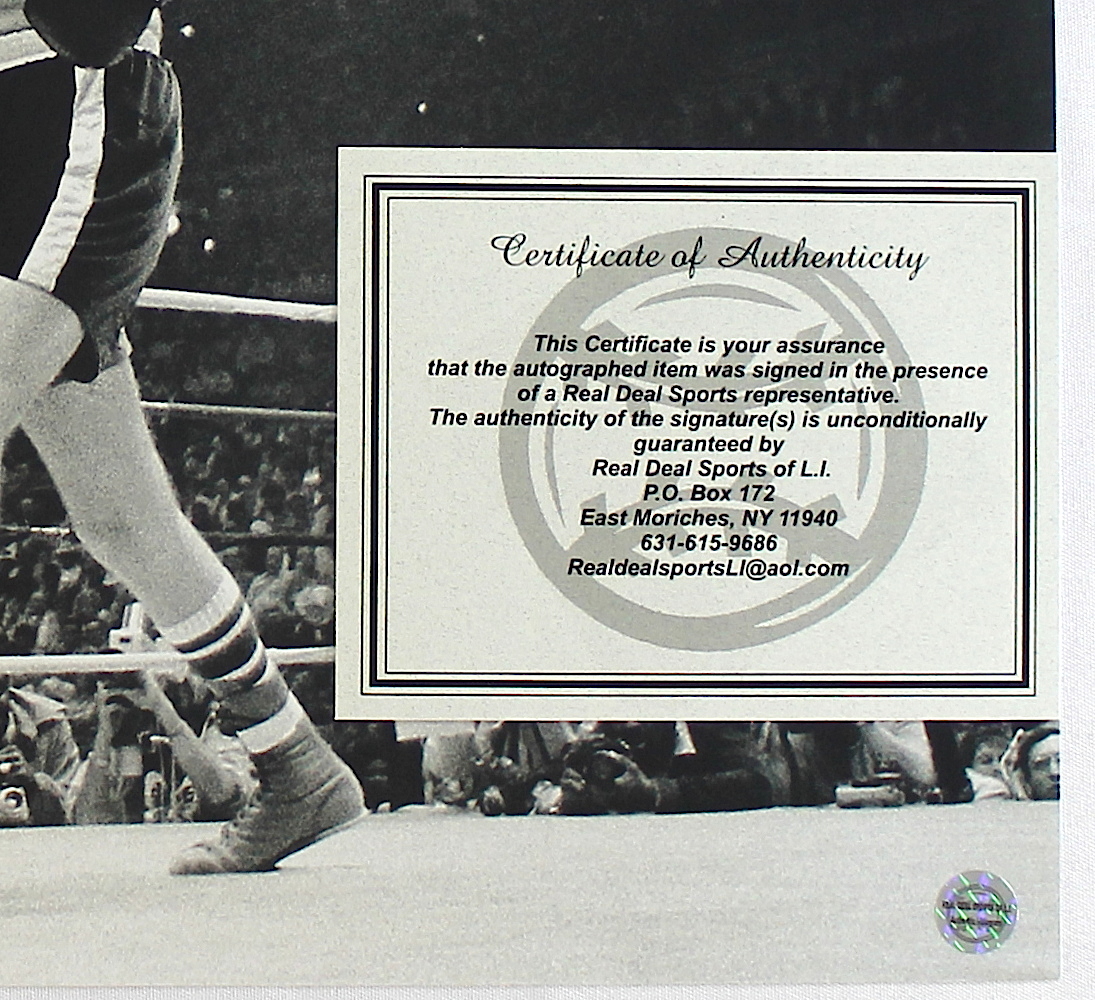 Certificate of Authenticity
This Certificate is your assurance
that the autographed item was signed in the presence
of a Real Deal Sports representative.
The authenticity of the signature(s) is unconditionally
guaranteed by
Real Deal Sports of L.I.
P.O. Box 172
East Moriches, NY 11940
631-615-9686
RealdealsportsLI@aol.com